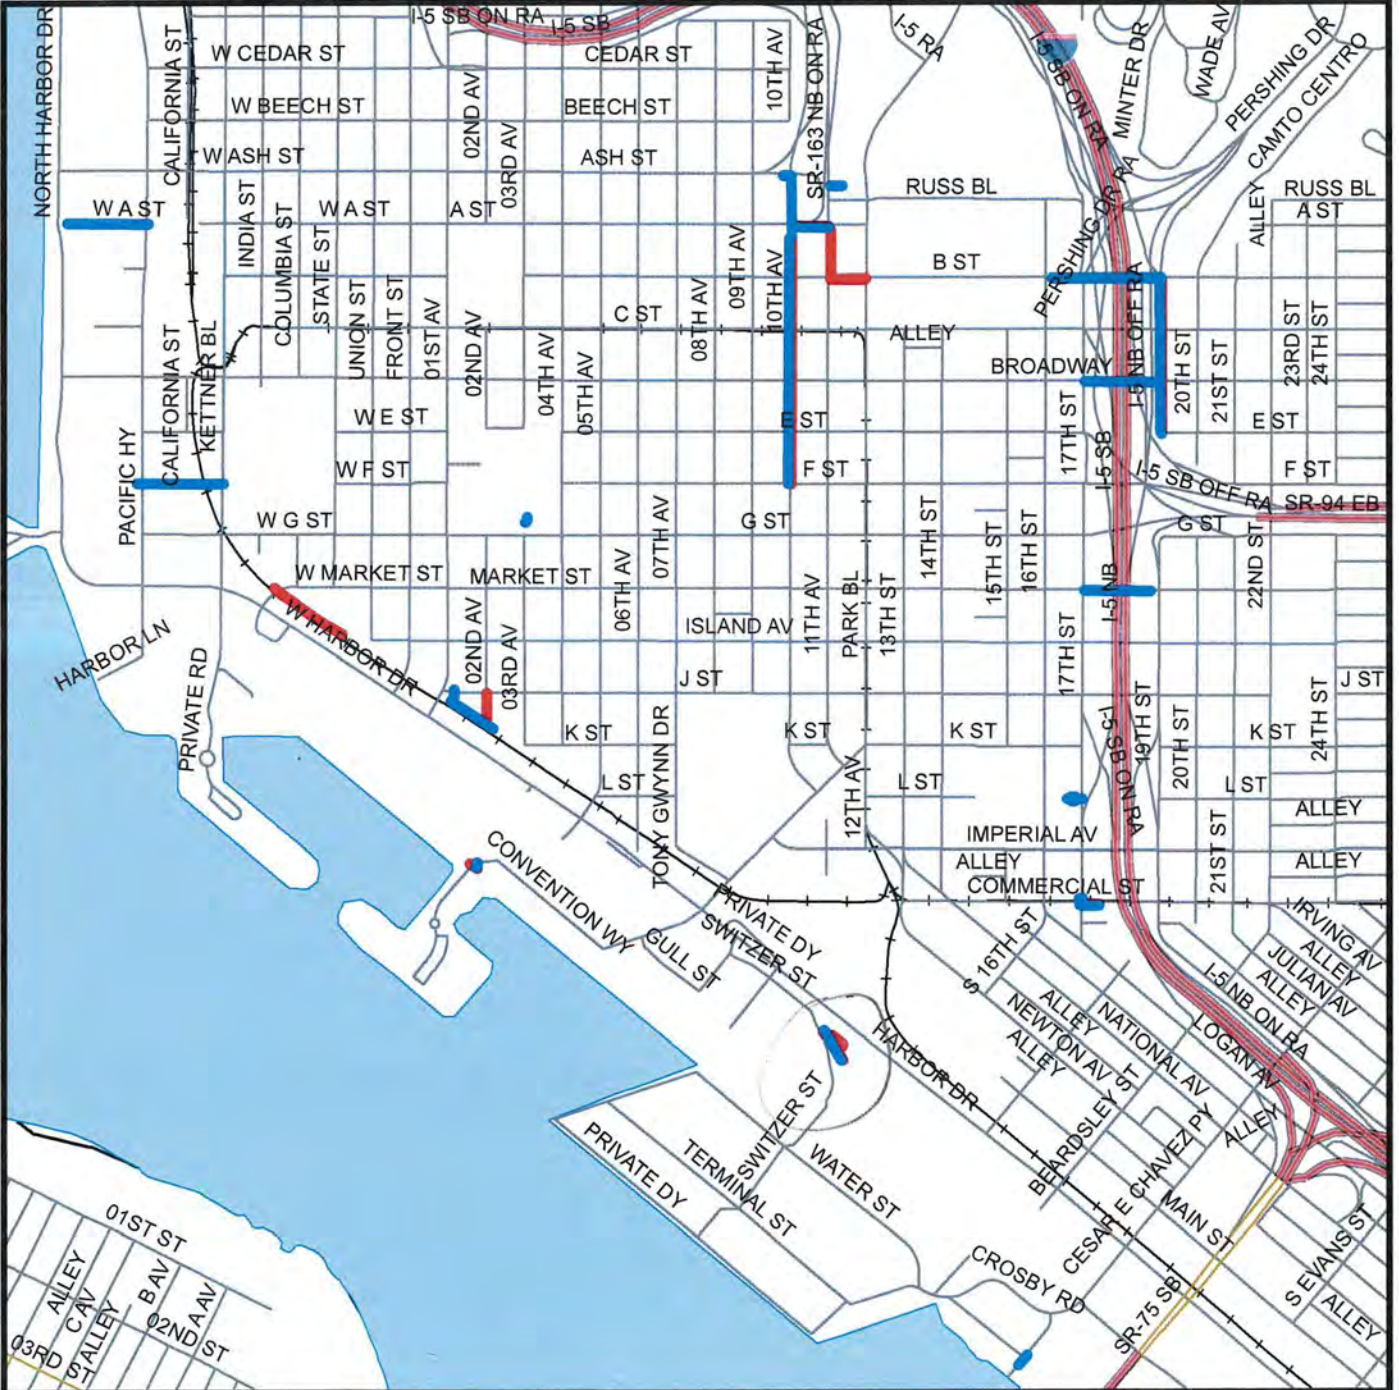 I-5 SB ON RA
I-5 SB
10TH AV
SR-163 NB ON RA
I-5 RA
I-5 SB ON RA
MINTER DR
WADE AV
PERSHING DR
CAMTO CENTRO
NORTH HARBOR DR
CALIFORNIA ST
W CEDAR ST
CEDAR ST
02ND AV
W BEECH ST
BEECH ST
03RD AV
W ASH ST
ASH ST
RUSS BL
RUSS BL
W A ST
INDIA ST
W A ST
A ST
A ST
ALLEY
COLUMBIA ST
STATE ST
09TH AV
10TH AV
B ST
PERSHING DR RA
UNION ST
FRONT ST
01ST AV
02ND AV
04TH AV
05TH AV
C ST
08TH AV
ALLEY
I-5 NB OFF RA
23RD ST
24TH ST
CALIFORNIA ST
KETTNER BL
BROADWAY
20TH ST
21ST ST
W E ST
E ST
17TH ST
E ST
W F ST
F ST
I-5 SB
I-5 SB OFF RA
F ST
SR-94 EB
PACIFIC HY
W G ST
07TH AV
G ST
14TH ST
15TH ST
16TH ST
G ST
22ND ST
W MARKET ST
MARKET ST
06TH AV
11TH AV
PARK BL
13TH ST
I-5 NB
W HARBOR DR
02ND AV
03RD AV
ISLAND AV
17TH ST
HARBOR LN
PRIVATE RD
J ST
J ST
19TH ST
20TH ST
24TH ST
K ST
TONY GWYNN DR
K ST
K ST
I-5 SB ON RA
K ST
L ST
12TH AV
L ST
L ST
ALLEY
IMPERIAL AV
21ST ST
CONVENTION WY
ALLEY
ALLEY
COMMERCIAL ST
PRIVATE DY
SWITZER ST
GULL ST
S 16TH ST
IRVING AV
ALLEY
JULIAN AV
ALLEY
I-5 NB ON RA
ALLEY
NATIONAL AV
NEWTON AV
ALLEY
LOGAN AV
HARBOR DR
SWITZER ST
BEARDSLEY ST
CESAR E CHAVEZ PY
ALLEY
PRIVATE DY
TERMINAL ST
WATER ST
MAIN ST
S EVANS ST
CROSBY RD
SR-75 SB
ALLEY
01ST ST
ALLEY
C AV
ALLEY
B AV
A AV
02ND ST
03RD ST